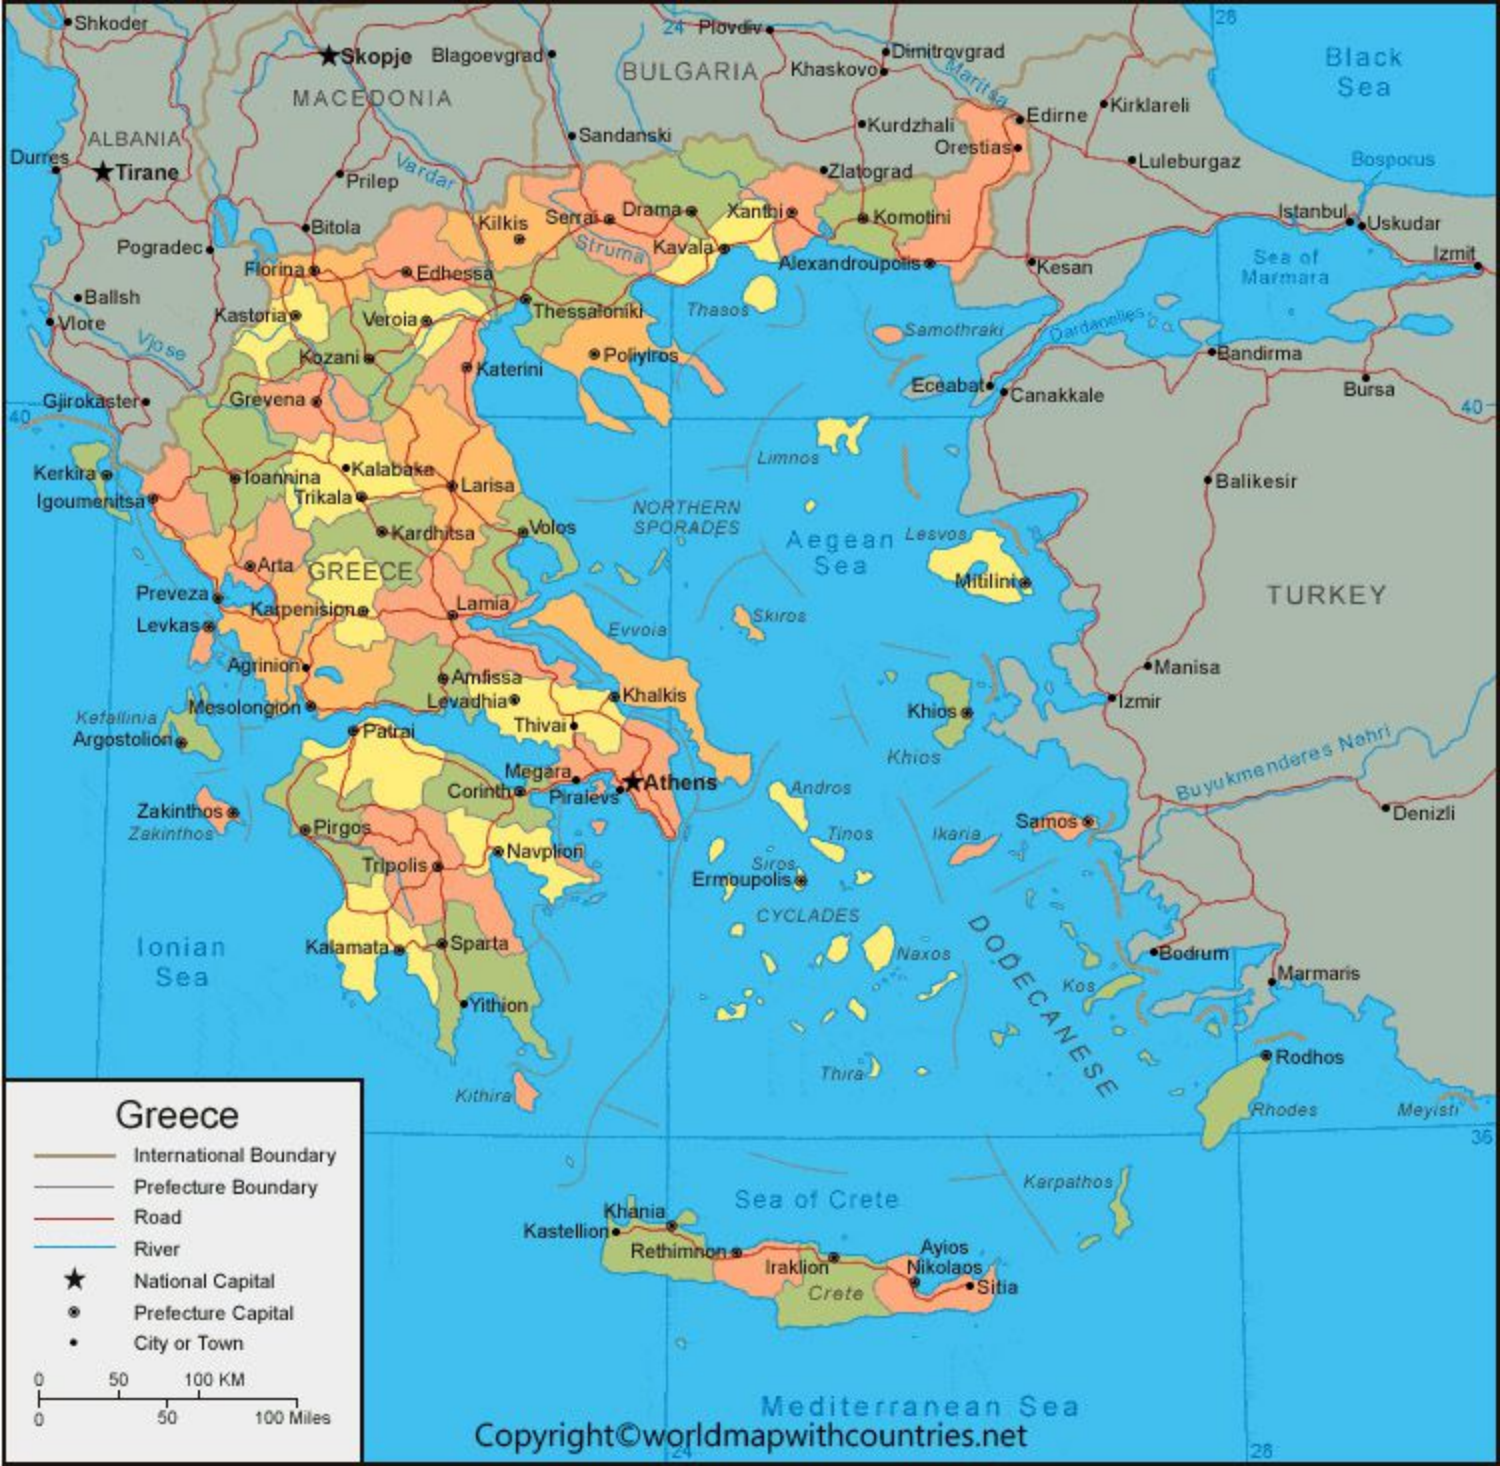 Shkoder
24
Plovdiv
28
Skopje
Blagoevgrad
Dimitrovgrad
Black
Sea
BULGARIA
Khaskovo
Maritsa
MACEDONIA
Edirne
Kirklareli
ALBANIA
Sandanski
Kurdzhali
Orestias
Durres
Tirane
Vardar
Prilep
Zlatograd
Luleburgaz
Bosporus
Bitola
Kilkis
Serrai
Drama
Xanthi
Komotini
Istanbul
Uskudar
Pogradec
Struma
Kavala
Alexandroupolis
Kesan
Sea of
Marmara
Izmit
Florina
Edhessa
Ballsh
Vlore
Kastoria
Veroia
Thessaloniki
Thasos
Samothraki
Dardanelles
Vjose
Kozani
Katerini
Poliyiros
Bandirma
Eceabat
Canakkale
Bursa
Gjirokaster
Grevena
40
40
Kerkira
Igoumenitsa
Ioannina
Kalabaka
Trikala
Larisa
Limnos
Balikesir
NORTHERN
SPORADES
Kardhitsa
Volos
Aegean
Sea
Lesvos
Arta
GREECE
Mitilini
TURKEY
Preveza
Karpenision
Lamia
Levkas
Evvoia
Skiros
Agrinion
Amfissa
Manisa
Levadhia
Khalkis
Izmir
Mesolongion
Kefallinia
Argostolion
Patrai
Thivai
Khios
Khios
Buyukmenderes Nehri
Megara
Athens
Corinth
Piraievs
Andros
Denizli
Zakinthos
Zakinthos
Pirgos
Tinos
Ikaria
Samos
Tripolis
Navplion
Siros
Ermoupolis
CYCLADES
DODECANESE
Ionian
Sea
Kalamata
Sparta
Naxos
Bodrum
Marmaris
Kos
Yithion
Thira
Rodhos
Kithira
Rhodes
Meyisti
36
Karpathos
Sea of Crete
Khania
Kastellion
Rethimnon
Iraklion
Ayios
Nikolaos
Sitia
Crete
Greece
International Boundary
Prefecture Boundary
Road
River
National Capital
Prefecture Capital
City or Town
0 50 100 KM
0 50 100 Miles
Mediterranean Sea
Copyright©worldmapwithcountries.net
24
28